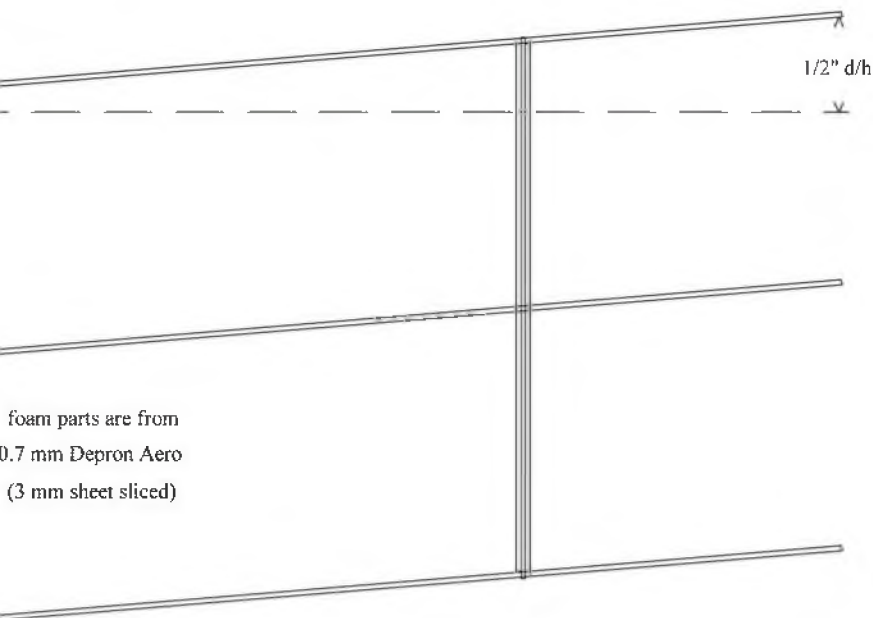 1/2" d/h
foam parts are from
0.7 mm Depron Aero
(3 mm sheet sliced)